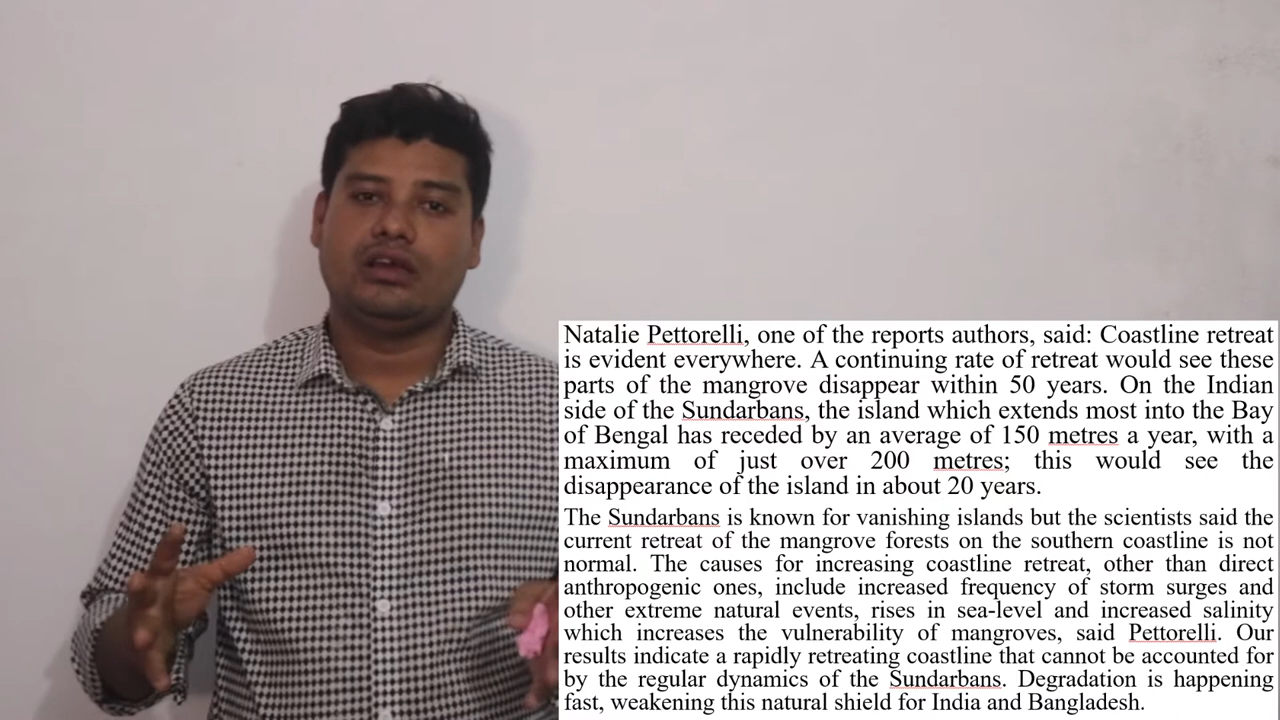 Natalie Pettorelli, one of the reports authors, said: Coastline retreat
is evident everywhere. A continuing rate of retreat would see these
parts of the mangrove disappear within 50 years. On the Indian
side of the Sundarbans, the island which extends most into the Bay
of Bengal has receded by an average of 150 metres a year, with a
maximum of just over 200 metres; this would see the
disappearance of the island in about 20 years.
The Sundarbans is known for vanishing islands but the scientists said the
current retreat of the mangrove forests on the southern coastline is not
normal. The causes for increasing coastline retreat, other than direct
anthropogenic ones, include increased frequency of storm surges and
other extreme natural events, rises in sea-level and increased salinity
which increases the vulnerability of mangroves, said Pettorelli. Our
results indicate a rapidly retreating coastline that cannot be accounted for
by the regular dynamics of the Sundarbans. Degradation is happening
fast, weakening this natural shield for India and Bangladesh.